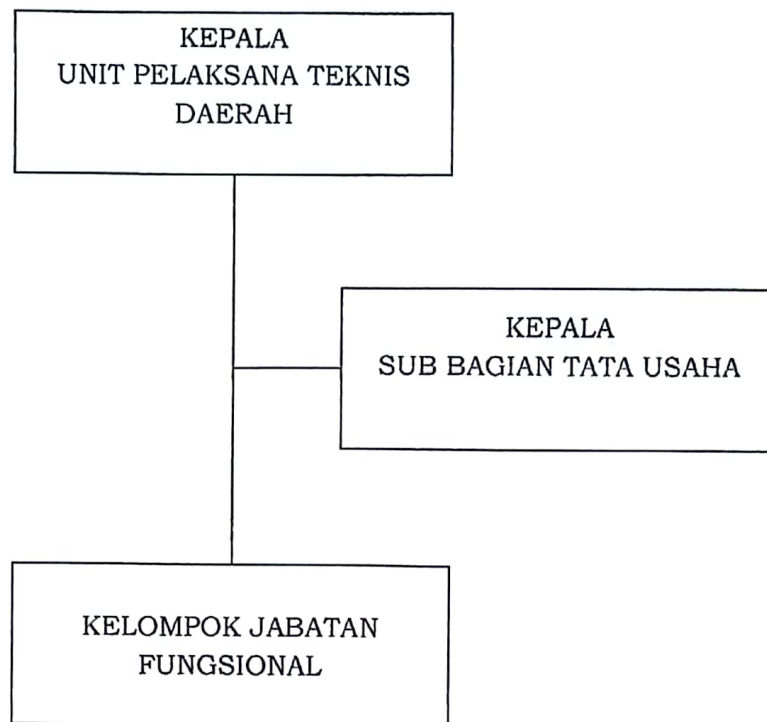 KEPALA
UNIT PELAKSANA TEKNIS
DAERAH
KEPALA
SUB BAGIAN TATA USAHA
KELOMPOK JABATAN
FUNGSIONAL